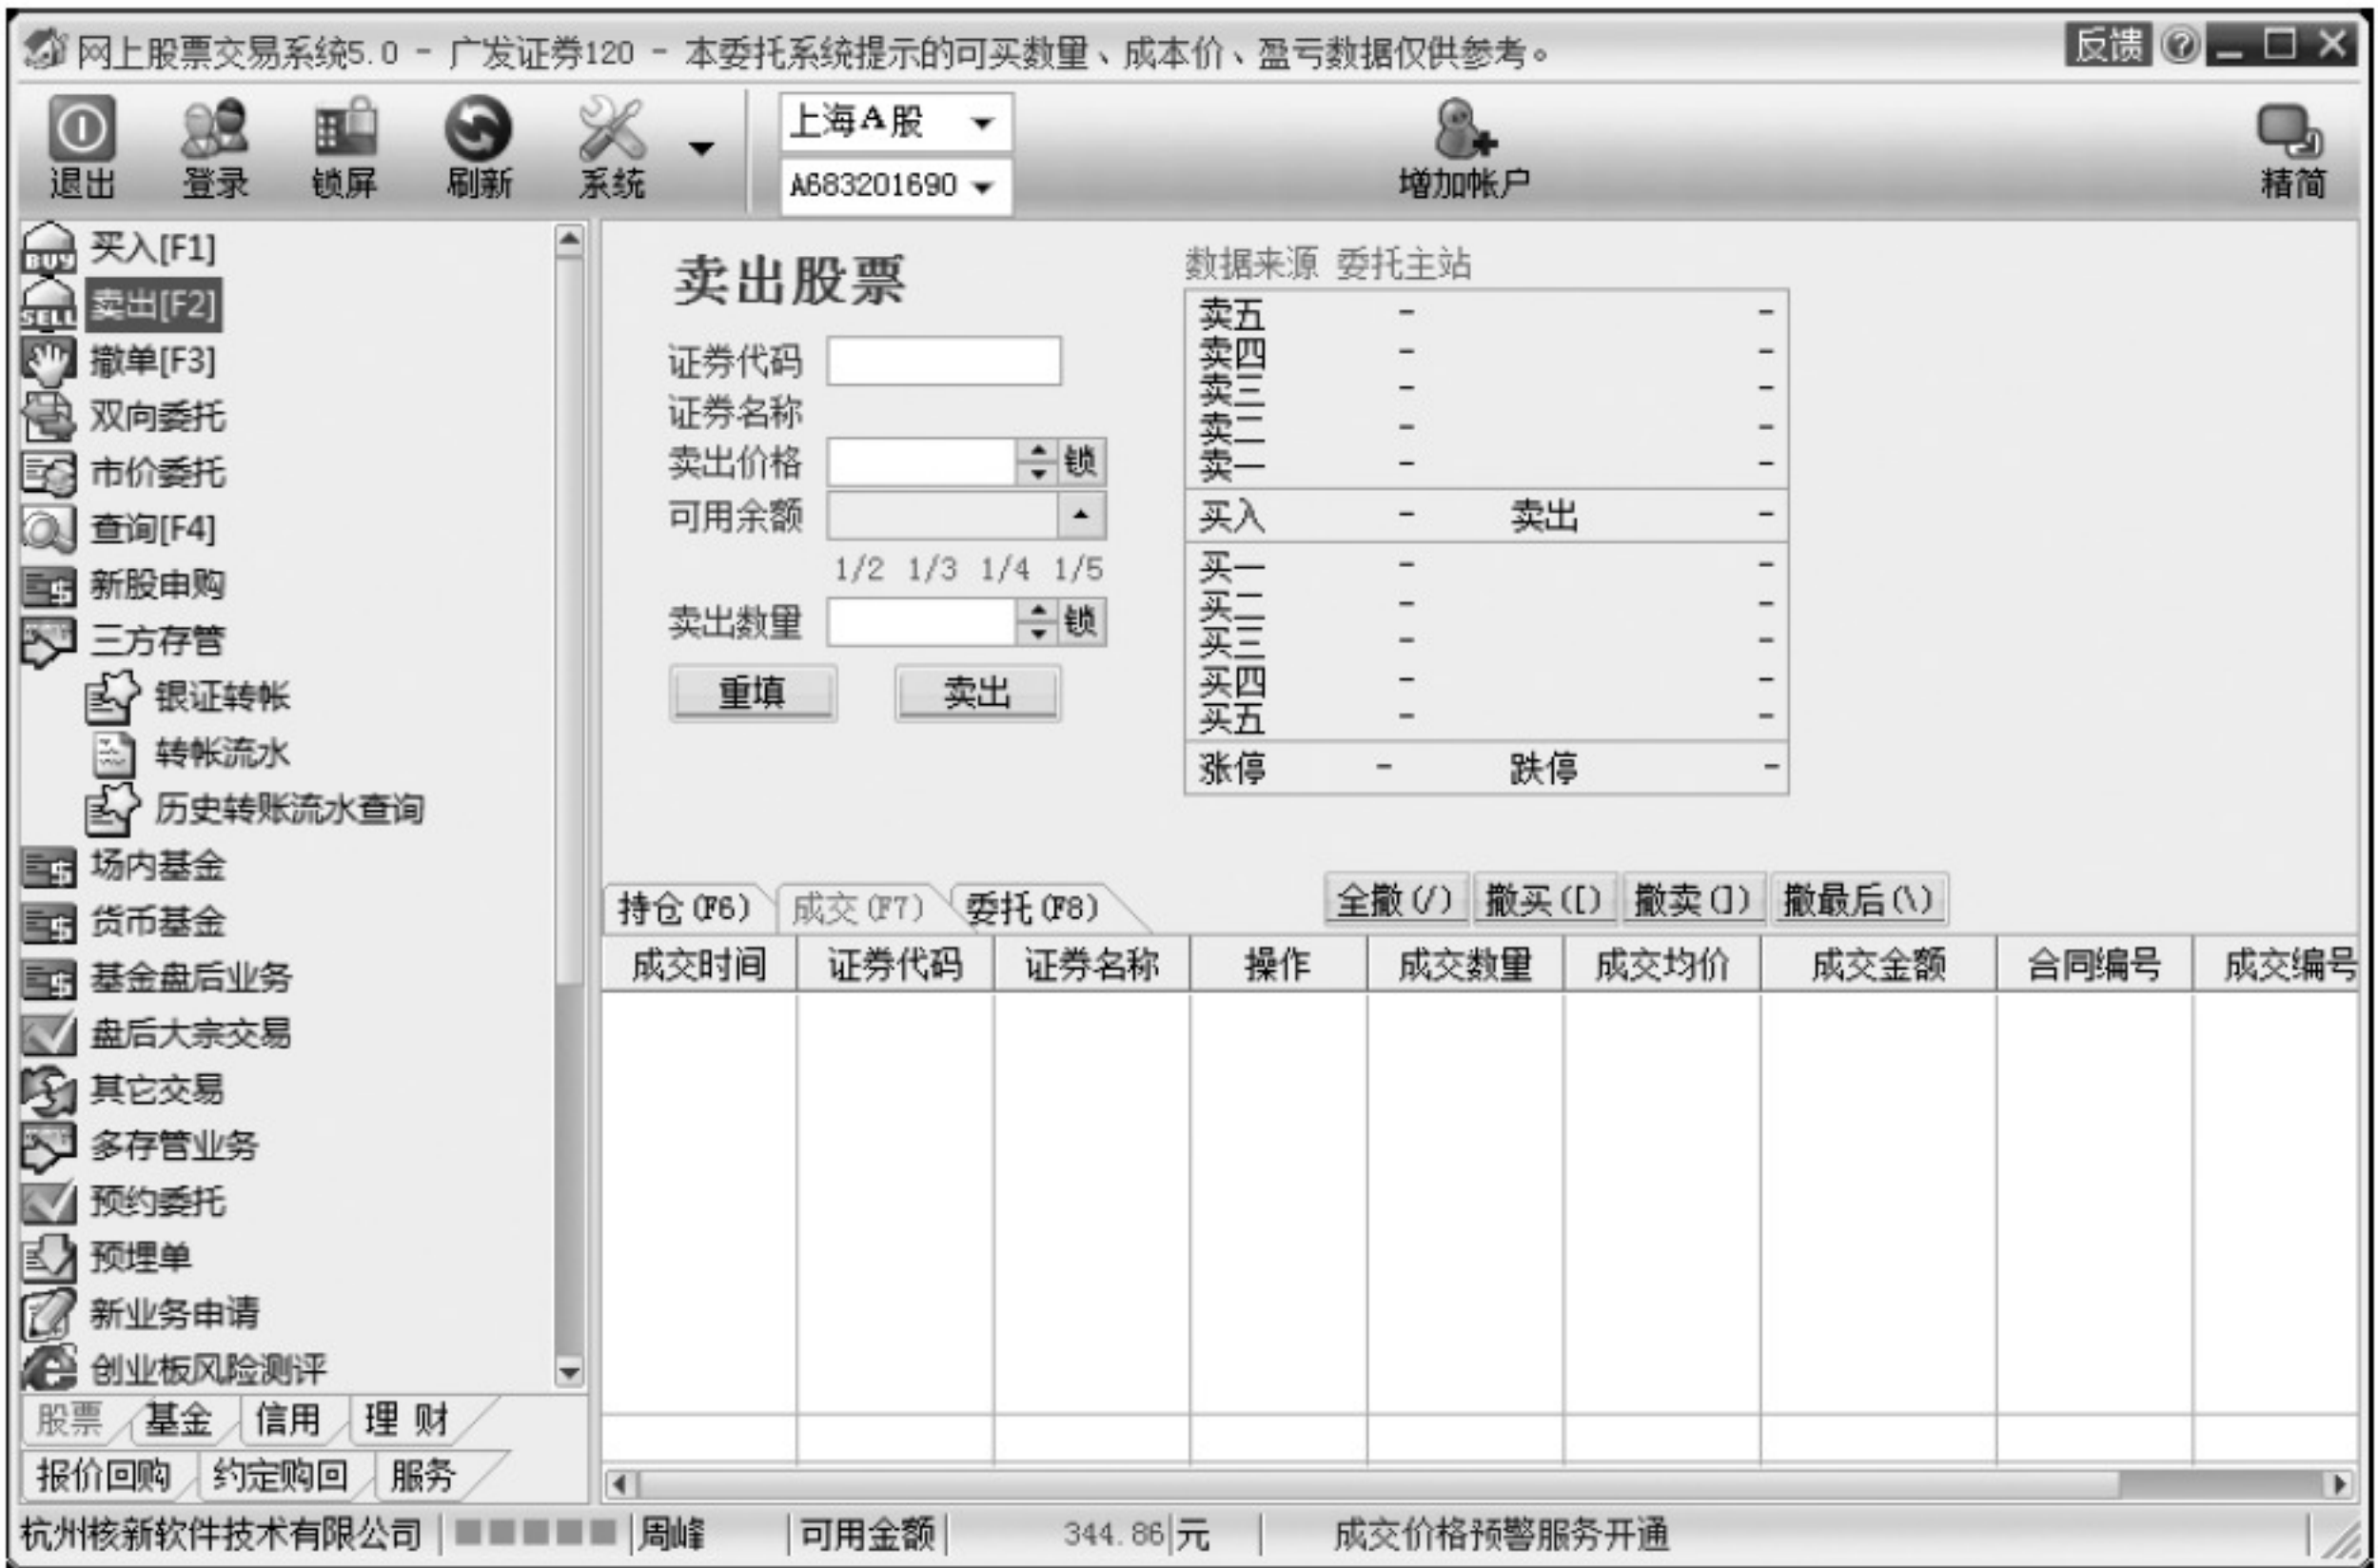 网上股票交易系统5.0 - 广发证券120 - 本委托系统提示的可买数量、成本价、盈亏数据仅供参考。 反馈
退出 登录 锁屏 刷新 系统 上海A股 A683201690 增加帐户 精简
买入[F1]
卖出[F2]
撤单[F3]
双向委托
市价委托
查询[F4]
新股申购
三方存管
银证转帐
转帐流水
历史转账流水查询
场内基金
货币基金
基金盘后业务
盘后大宗交易
其它交易
多存管业务
预约委托
预埋单
新业务申请
创业板风险测评
股票 基金 信用 理 财
报价回购 约定购回 服务
卖出股票
证券代码
证券名称
卖出价格 锁
可用余额
1/2 1/3 1/4 1/5
卖出数量 锁
重填 卖出
数据来源 委托主站
卖五 - -
卖四 - -
卖三 - -
卖二 - -
卖一 - -
买入 - 卖出 -
买一 - -
买二 - -
买三 - -
买四 - -
买五 - -
涨停 - 跌停 -
持仓(F6) 成交(F7) 委托(F8) 全撤(/) 撤买([) 撤卖(]) 撤最后(\)
成交时间 证券代码 证券名称 操作 成交数量 成交均价 成交金额 合同编号 成交编号
杭州核新软件技术有限公司 周峰 可用金额 344.86 元 成交价格预警服务开通